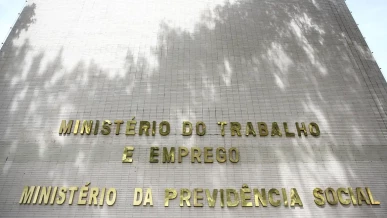 MINISTÉRIO DO TRABALHO
E EMPREGO
MINISTÉRIO DA PREVIDÊNCIA SOCIAL